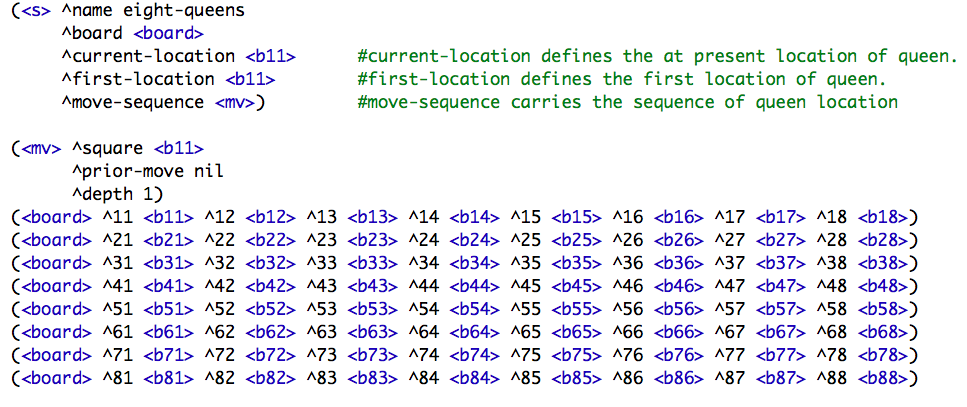 (<s> ^name eight-queens
^board <board>
^current-location <b11> #current-location defines the at present location of queen.
^first-location <b11> #first-location defines the first location of queen.
^move-sequence <mv>) #move-sequence carries the sequence of queen location
(<mv> ^square <b11>
^prior-move nil
^depth 1)
(<board> ^11 <b11> ^12 <b12> ^13 <b13> ^14 <b14> ^15 <b15> ^16 <b16> ^17 <b17> ^18 <b18>)
(<board> ^21 <b21> ^22 <b22> ^23 <b23> ^24 <b24> ^25 <b25> ^26 <b26> ^27 <b27> ^28 <b28>)
(<board> ^31 <b31> ^32 <b32> ^33 <b33> ^34 <b34> ^35 <b35> ^36 <b36> ^37 <b37> ^38 <b38>)
(<board> ^41 <b41> ^42 <b42> ^43 <b43> ^44 <b44> ^45 <b45> ^46 <b46> ^47 <b47> ^48 <b48>)
(<board> ^51 <b51> ^52 <b52> ^53 <b53> ^54 <b54> ^55 <b55> ^56 <b56> ^57 <b57> ^58 <b58>)
(<board> ^61 <b61> ^62 <b62> ^63 <b63> ^64 <b64> ^65 <b65> ^66 <b66> ^67 <b67> ^68 <b68>)
(<board> ^71 <b71> ^72 <b72> ^73 <b73> ^74 <b74> ^75 <b75> ^76 <b76> ^77 <b77> ^78 <b78>)
(<board> ^81 <b81> ^82 <b82> ^83 <b83> ^84 <b84> ^85 <b85> ^86 <b86> ^87 <b87> ^88 <b88>)